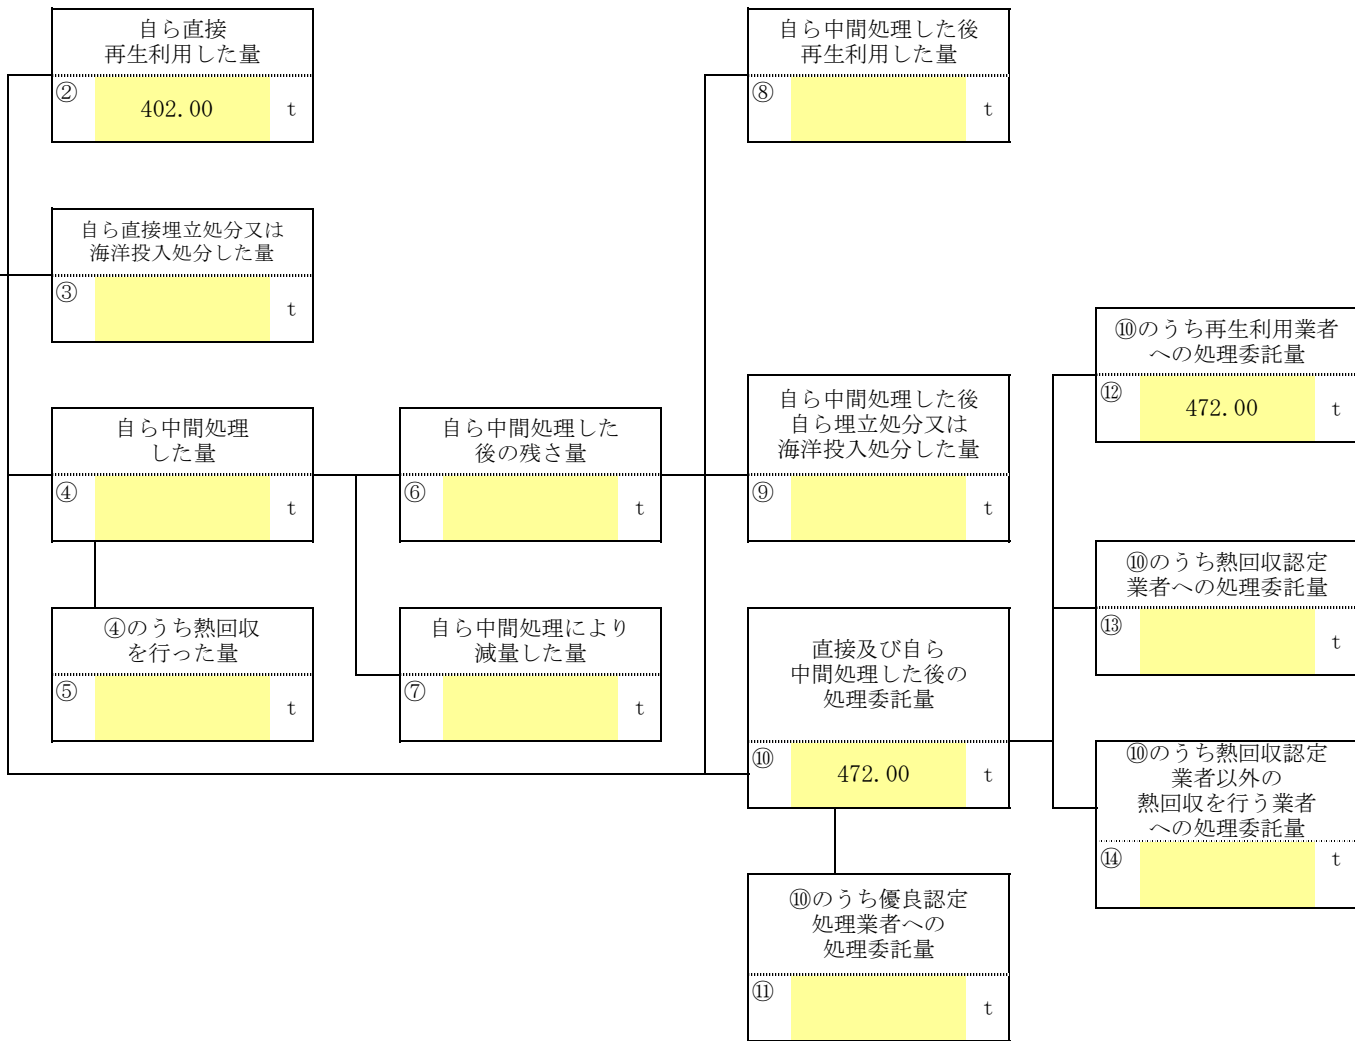 自ら直接
再生利用した量
②
402.00
t
自ら直接埋立処分又は
海洋投入処分した量
③
t
自ら中間処理
した量
④
t
④のうち熱回収
を行った量
⑤
t
自ら中間処理した
後の残さ量
⑥
t
自ら中間処理により
減量した量
⑦
t
自ら中間処理した後
再生利用した量
⑧
t
自ら中間処理した後
自ら埋立処分又は
海洋投入処分した量
⑨
t
直接及び自ら
中間処理した後の
処理委託量
⑩
472.00
t
⑩のうち優良認定
処理業者への
処理委託量
⑪
t
⑩のうち再生利用業者
への処理委託量
⑫
472.00
t
⑩のうち熱回収認定
業者への処理委託量
⑬
t
⑩のうち熱回収認定
業者以外の
熱回収を行う業者
への処理委託量
⑭
t